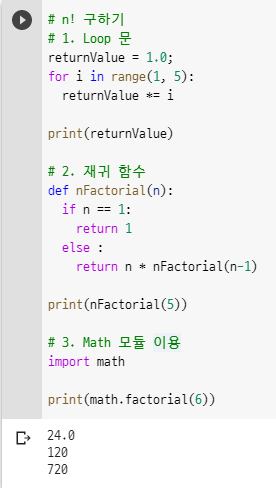 # n! 구하기
# 1. Loop 문
returnValue = 1.0;
for i in range(1, 5):
  returnValue *= i

print(returnValue)

# 2. 재귀 함수
def nFactorial(n):
  if n == 1:
    return 1
  else :
    return n * nFactorial(n-1)

print(nFactorial(5))

# 3. Math 모듈 이용
import math

print(math.factorial(6))

24.0
120
720